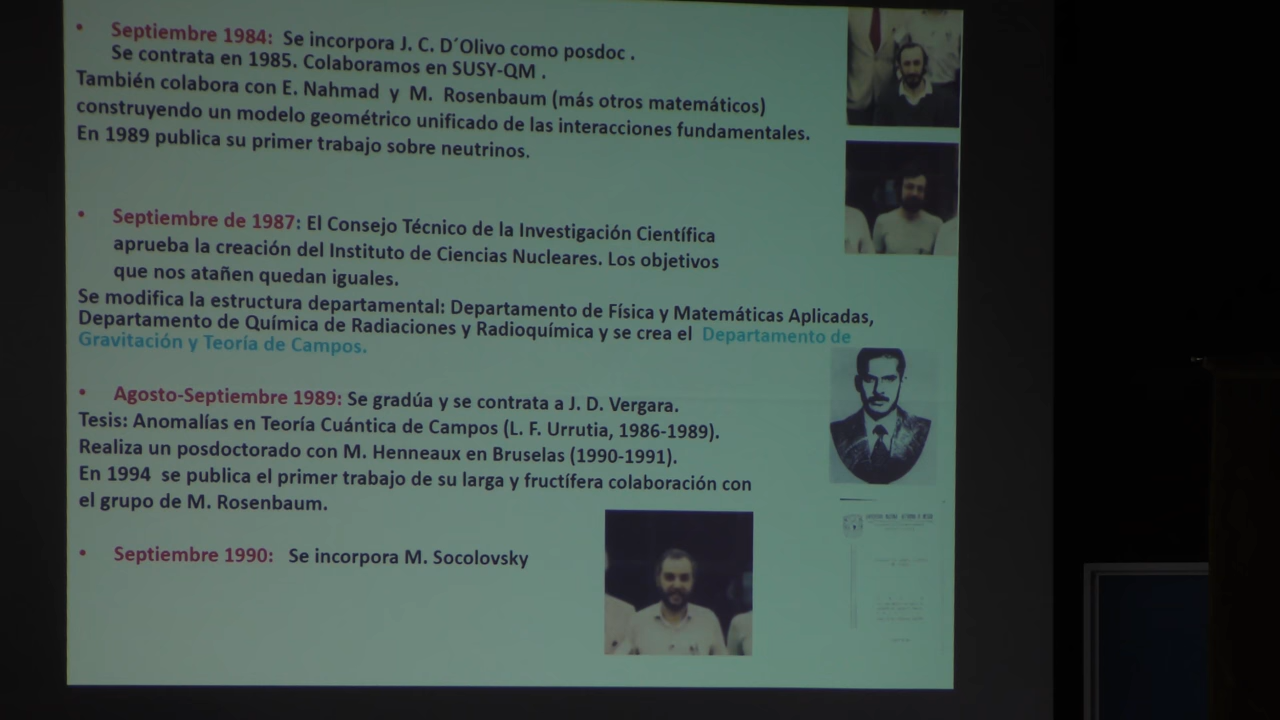 • Septiembre 1984: Se incorpora J. C. D´Olivo como posdoc .
Se contrata en 1985. Colaboramos en SUSY-QM .
También colabora con E. Nahmad y M. Rosenbaum (más otros matemáticos)
construyendo un modelo geométrico unificado de las interacciones fundamentales.
En 1989 publica su primer trabajo sobre neutrinos.
• Septiembre de 1987: El Consejo Técnico de la Investigación Científica
aprueba la creación del Instituto de Ciencias Nucleares. Los objetivos
que nos atañen quedan iguales.
Se modifica la estructura departamental: Departamento de Física y Matemáticas Aplicadas,
Departamento de Química de Radiaciones y Radioquímica y se crea el Departamento de
Gravitación y Teoría de Campos.
• Agosto-Septiembre 1989: Se gradúa y se contrata a J. D. Vergara.
Tesis: Anomalías en Teoría Cuántica de Campos (L. F. Urrutia, 1986-1989).
Realiza un posdoctorado con M. Henneaux en Bruselas (1990-1991).
En 1994 se publica el primer trabajo de su larga y fructífera colaboración con
el grupo de M. Rosenbaum.
• Septiembre 1990: Se incorpora M. Socolovsky